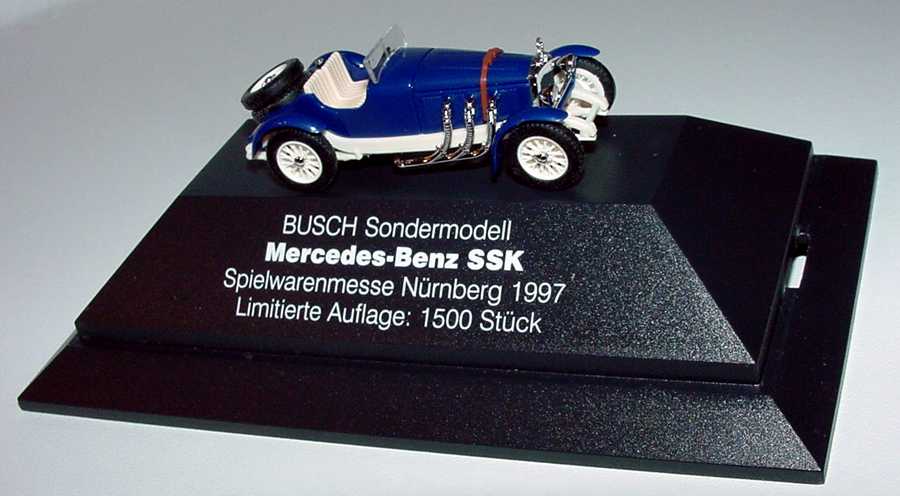 BUSCH Sondermodell
Mercedes-Benz SSK
Spielwarenmesse Nürnberg 1997
Limitierte Auflage: 1500 Stück